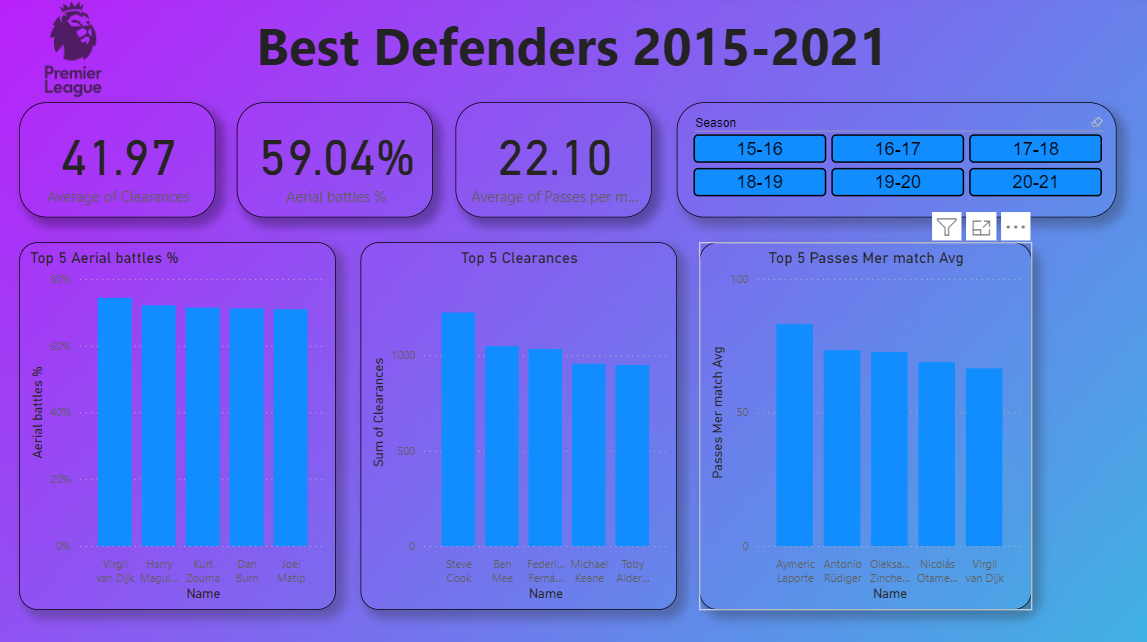 Premier
League
Best Defenders 2015-2021
41.97
Average of Clearances
59.04%
Aerial battles %
22.10
Average of Passes per m...
Season
15-16
16-17
17-18
18-19
19-20
20-21
Top 5 Aerial battles %
Aerial battles %
80%
60%
40%
20%
0%
Virgil
van Dijk
Harry
Magui...
Kurt
Zouma
Dan
Burn
Joel
Matip
Name
Top 5 Clearances
Sum of Clearances
1000
500
0
Steve
Cook
Ben
Mee
Federi...
Ferná...
Michael
Keane
Toby
Alder...
Name
Top 5 Passes Mer match Avg
Passes Mer match Avg
100
50
0
Aymeric
Laporte
Antonio
Rüdiger
Oleksa...
Zinche...
Nicolás
Otame...
Virgil
van Dijk
Name